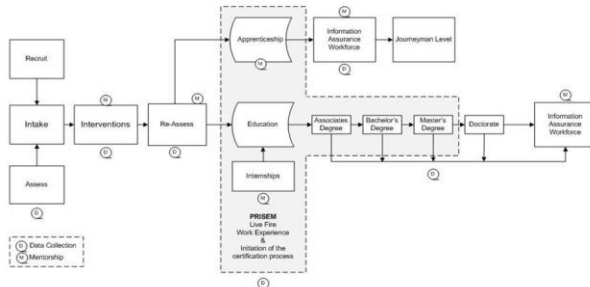 Recruit
Intake
Assess
M
Interventions
D
M
Re-Assess
D
Apprenticeship
M
M
Information
Assurance
Workforce
D
Journeyman Level
Education
Internships
M
Associates
Degree
Bachelor's
Degree
Master's
Degree
Doctorate
D
M
Information
Assurance
Workforce
D
PRISEM
Live Fire
Work Experience
&
Initiation of the
certification process
D
D Data Collection
M Mentorship